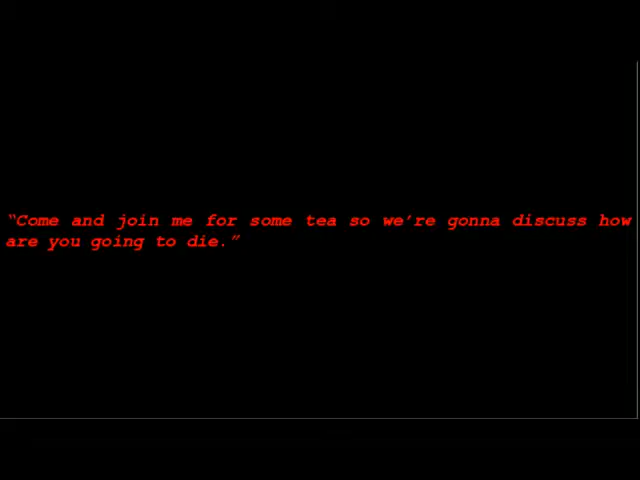 “Come and join me for some tea so we’re gonna discuss how
are you going to die.”